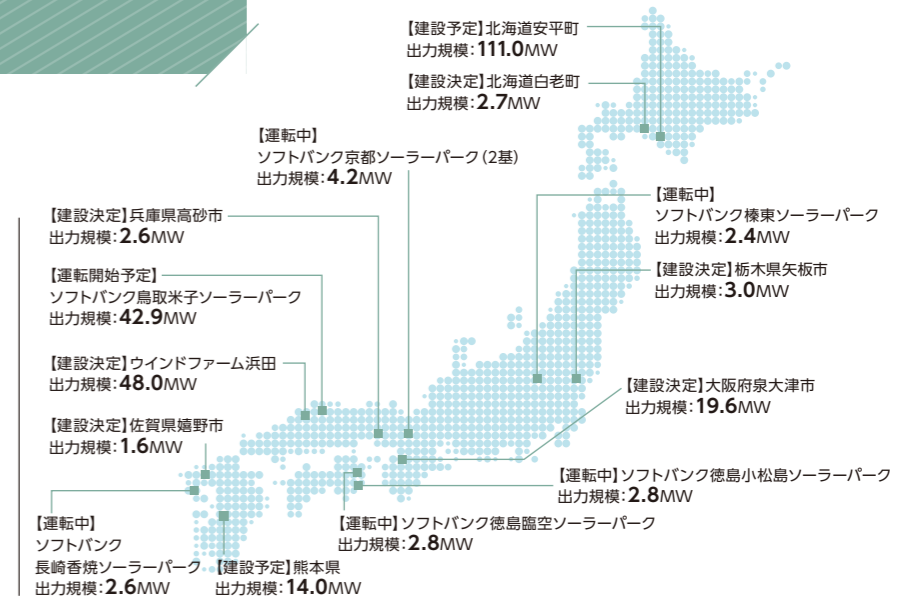 【建設予定】北海道安平町
出力規模:111.0MW
【建設決定】北海道白老町
出力規模:2.7MW
【運転中】
ソフトバンク京都ソーラーパーク(2基)
出力規模:4.2MW
【運転中】
ソフトバンク榛東ソーラーパーク
出力規模:2.4MW
【建設決定】兵庫県高砂市
出力規模:2.6MW
【建設決定】栃木県矢板市
出力規模:3.0MW
【運転開始予定】
ソフトバンク鳥取米子ソーラーパーク
出力規模:42.9MW
【建設決定】ウインドファーム浜田
出力規模:48.0MW
【建設決定】大阪府泉大津市
出力規模:19.6MW
【建設決定】佐賀県嬉野市
出力規模:1.6MW
【運転中】ソフトバンク徳島小松島ソーラーパーク
出力規模:2.8MW
【運転中】ソフトバンク徳島臨空ソーラーパーク
出力規模:2.8MW
【運転中】
ソフトバンク
長崎香焼ソーラーパーク
出力規模:2.6MW
【建設予定】熊本県
出力規模:14.0MW